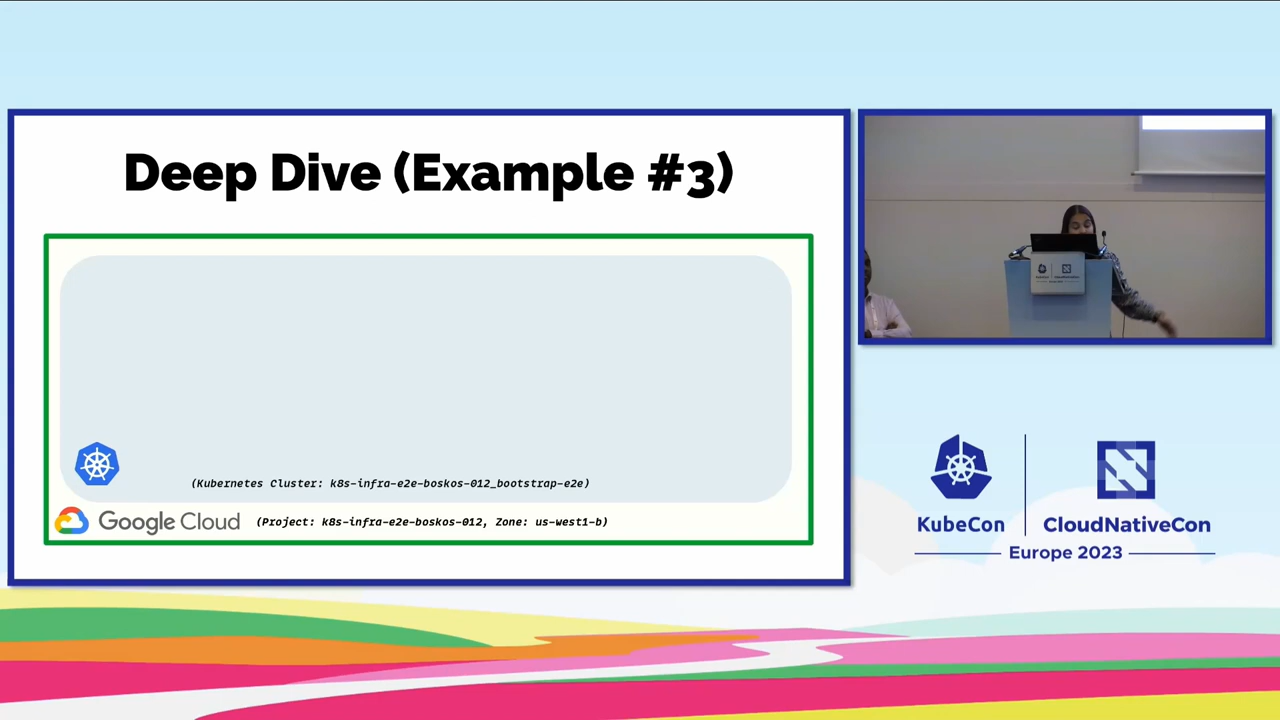 Deep Dive (Example #3)
(Kubernetes Cluster: k8s-infra-e2e-boskos-012_bootstrap-e2e)
Google Cloud (Project: k8s-infra-e2e-boskos-012, Zone: us-west1-b)
KubeCon
CloudNativeCon
Europe 2023